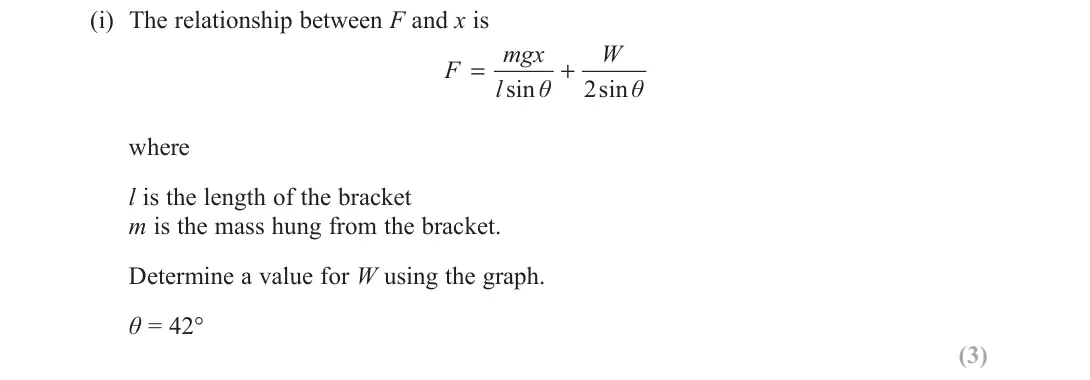 (i) The relationship between F and x is
F = mgx / l sin θ + W / 2 sin θ
where
l is the length of the bracket
m is the mass hung from the bracket.
Determine a value for W using the graph.
θ = 42°
(3)